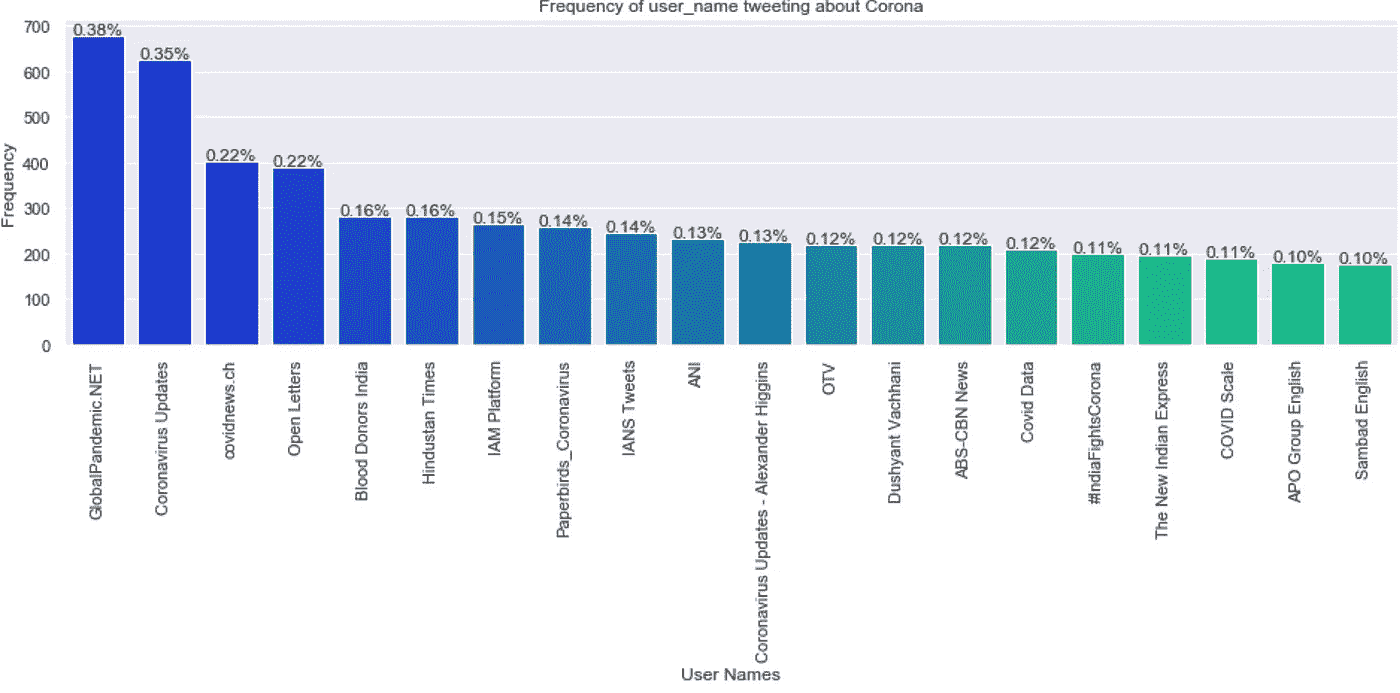 Frequency of user_name tweeting about Corona
Frequency
700
600
500
400
300
200
100
0
0.38%
0.35%
0.22%
0.22%
0.16%
0.16%
0.15%
0.14%
0.14%
0.13%
0.13%
0.12%
0.12%
0.12%
0.12%
0.11%
0.11%
0.11%
0.10%
0.10%
GlobalPandemic.NET
Coronavirus Updates
covidnews.ch
Open Letters
Blood Donors India
Hindustan Times
IAM Platform
Paperbirds_Coronavirus
IANS Tweets
ANI
Coronavirus Updates - Alexander Higgins
OTV
Dushyant Vachhani
ABS-CBN News
Covid Data
#IndiaFightsCorona
The New Indian Express
COVID Scale
APO Group English
Sambad English
User Names